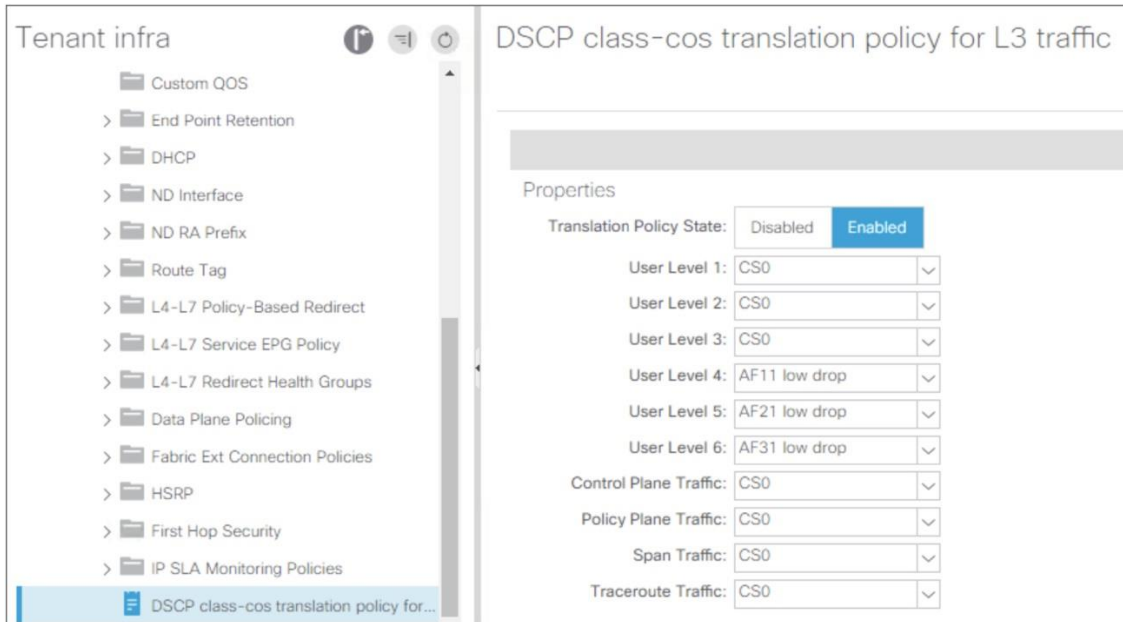 Tenant infra
Custom QOS
End Point Retention
DHCP
ND Interface
ND RA Prefix
Route Tag
L4-L7 Policy-Based Redirect
L4-L7 Service EPG Policy
L4-L7 Redirect Health Groups
Data Plane Policing
Fabric Ext Connection Policies
HSRP
First Hop Security
IP SLA Monitoring Policies
DSCP class-cos translation policy for...
DSCP class-cos translation policy for L3 traffic
Properties
Translation Policy State: Disabled Enabled
User Level 1: CS0
User Level 2: CS0
User Level 3: CS0
User Level 4: AF11 low drop
User Level 5: AF21 low drop
User Level 6: AF31 low drop
Control Plane Traffic: CS0
Policy Plane Traffic: CS0
Span Traffic: CS0
Traceroute Traffic: CS0